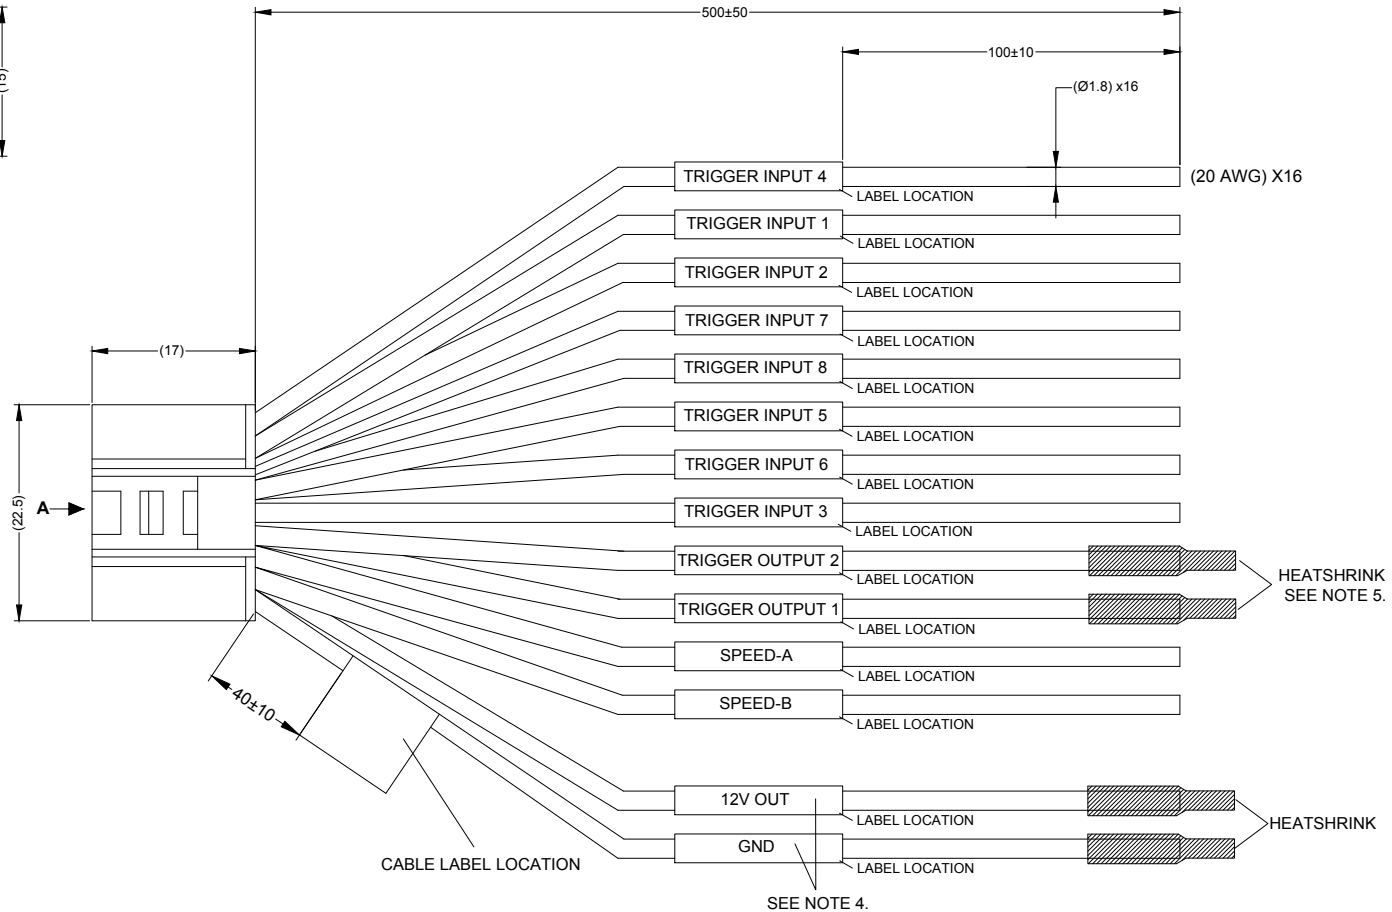 500±50
(15)
100±10
(Ø1.8) x16
TRIGGER INPUT 4
(20 AWG) X16
LABEL LOCATION
TRIGGER INPUT 1
LABEL LOCATION
TRIGGER INPUT 2
LABEL LOCATION
TRIGGER INPUT 7
LABEL LOCATION
(17)
TRIGGER INPUT 8
LABEL LOCATION
TRIGGER INPUT 5
LABEL LOCATION
TRIGGER INPUT 6
LABEL LOCATION
(22.5)
A
TRIGGER INPUT 3
LABEL LOCATION
TRIGGER OUTPUT 2
LABEL LOCATION
HEATSHRINK
SEE NOTE 5.
TRIGGER OUTPUT 1
LABEL LOCATION
SPEED-A
LABEL LOCATION
40±10
SPEED-B
LABEL LOCATION
12V OUT
LABEL LOCATION
HEATSHRINK
GND
LABEL LOCATION
CABLE LABEL LOCATION
SEE NOTE 4.